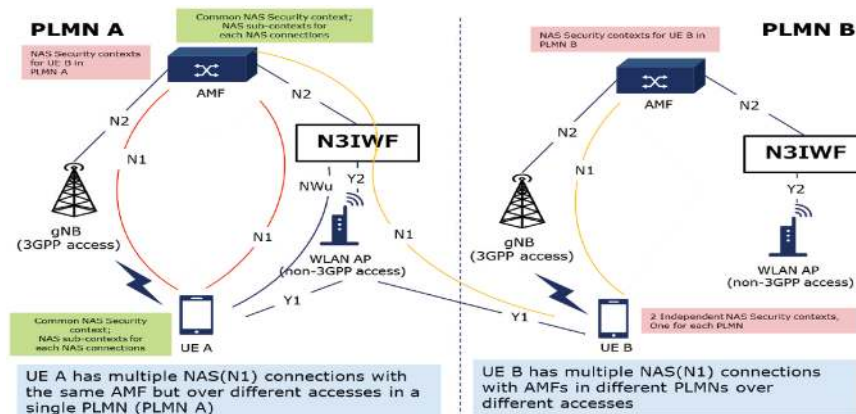 PLMN A
Common NAS Security context;
NAS sub-contexts for
each NAS connections
NAS Security contexts
for UE B in
PLMN A
AMF
N2
N2
N1
N3IWF
NWu
Y2
gNB
(3GPP access)
N1
N1
WLAN AP
(non-3GPP access)
Y1
Y1
Common NAS Security
context;
NAS sub-contexts for
each NAS connections
UE A
UE A has multiple NAS(N1) connections with
the same AMF but over different accesses in a
single PLMN (PLMN A)
PLMN B
NAS Security contexts for UE B in
PLMN B
AMF
N2
N2
N1
N3IWF
Y2
gNB
(3GPP access)
WLAN AP
(non-3GPP access)
2 Independent NAS Security contexts,
One for each PLMN
UE B
UE B has multiple NAS(N1) connections
with AMFs in different PLMNs over
different accesses